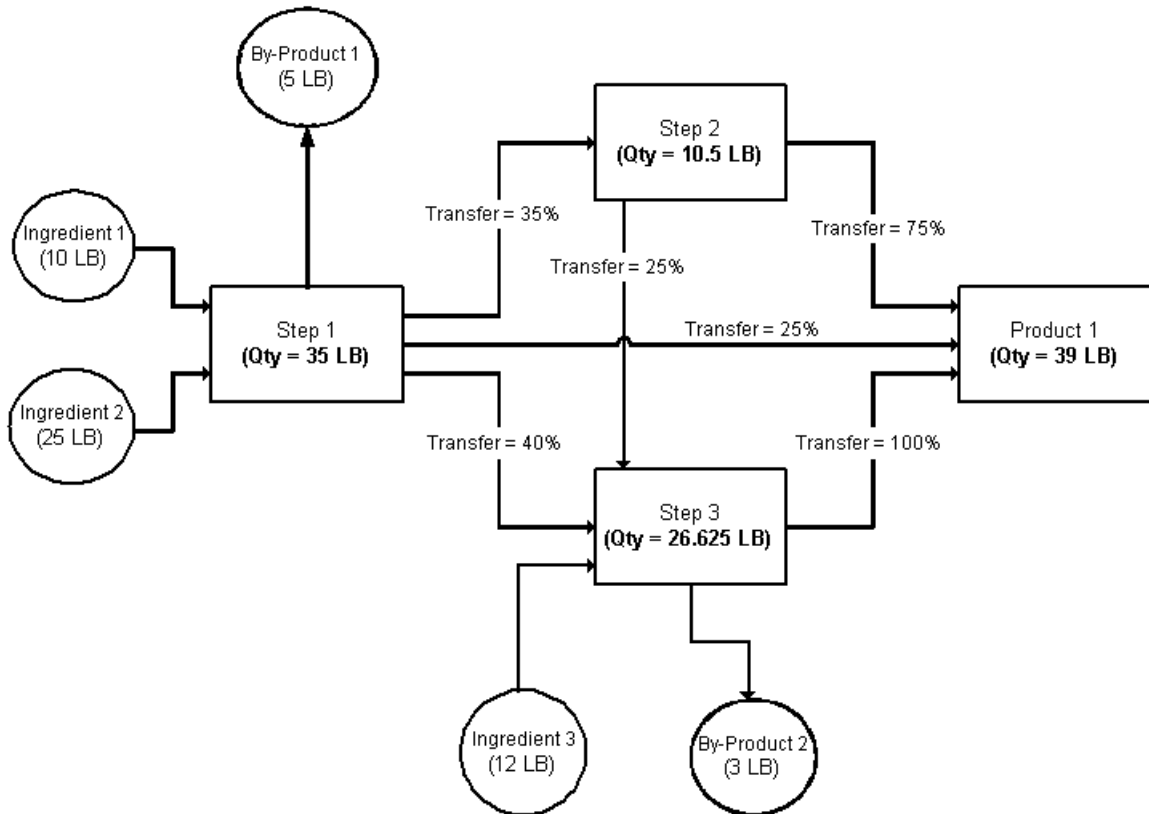 By-Product 1
(5 LB)
Step 2
(Qty = 10.5 LB)
Transfer = 35%
Transfer = 75%
Ingredient 1
(10 LB)
Transfer = 25%
Step 1
(Qty = 35 LB)
Transfer = 25%
Product 1
(Qty = 39 LB)
Ingredient 2
(25 LB)
Transfer = 40%
Transfer = 100%
Step 3
(Qty = 26.625 LB)
Ingredient 3
(12 LB)
By-Product 2
(3 LB)